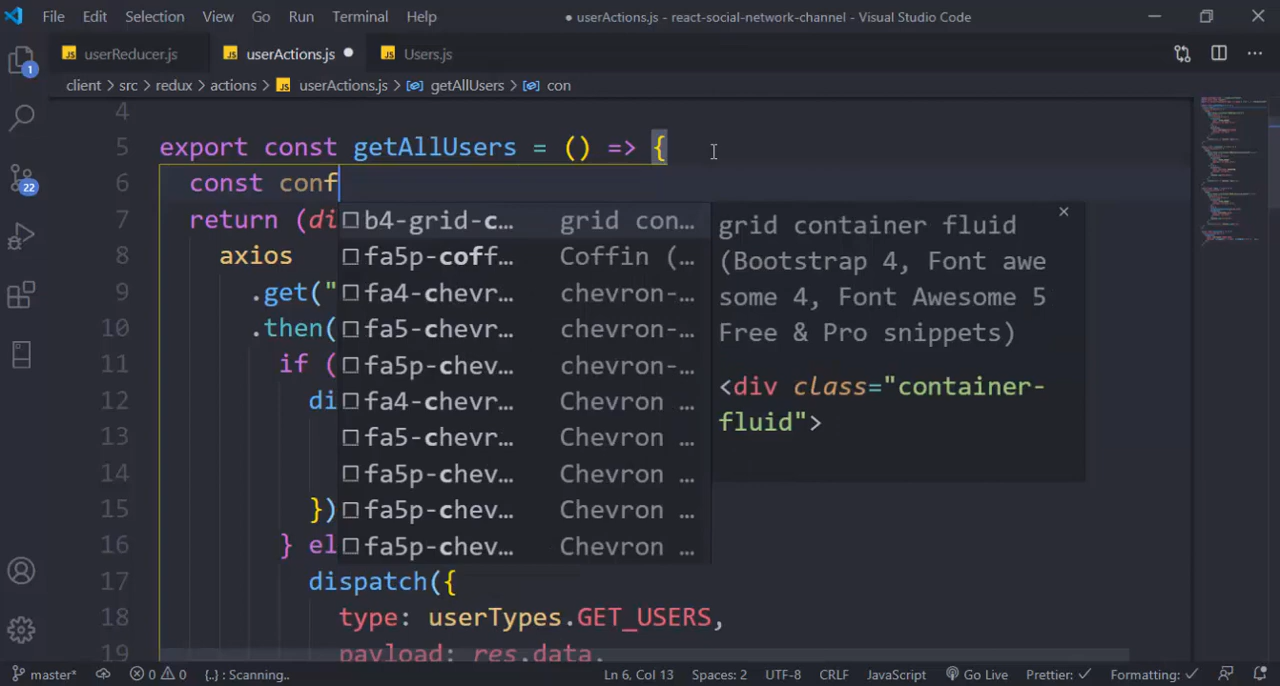 File Edit Selection View Go Run Terminal Help ● userActions.js - react-social-network-channel - Visual Studio Code
userReducer.js userActions.js ● Users.js
client > src > redux > actions > userActions.js > getAllUsers > con
4
5 export const getAllUsers = () => {
6 const conf
7 return (di
8 axios
9 .get("
10 .then(
11 if (
12 di
13
14
15 })
16 } el
17 dispatch({
18 type: userTypes.GET_USERS,
19 payload: res.data,
b4-grid-c… grid con…
fa5p-coff… Coffin (…
fa4-chevr… chevron-…
fa5-chevr… chevron-…
fa5p-chev… chevron-…
fa4-chevr… Chevron …
fa5-chevr… Chevron …
fa5p-chev… Chevron …
fa5p-chev… Chevron …
fa5p-chev… Chevron …
grid container fluid
(Bootstrap 4, Font awe
some 4, Font Awesome 5
Free & Pro snippets)
<div class="container-
fluid">
1
22
master* 0 0 {..} : Scanning.. Ln 6, Col 13 Spaces: 2 UTF-8 CRLF JavaScript Go Live Prettier: ✓ Formatting: ✓